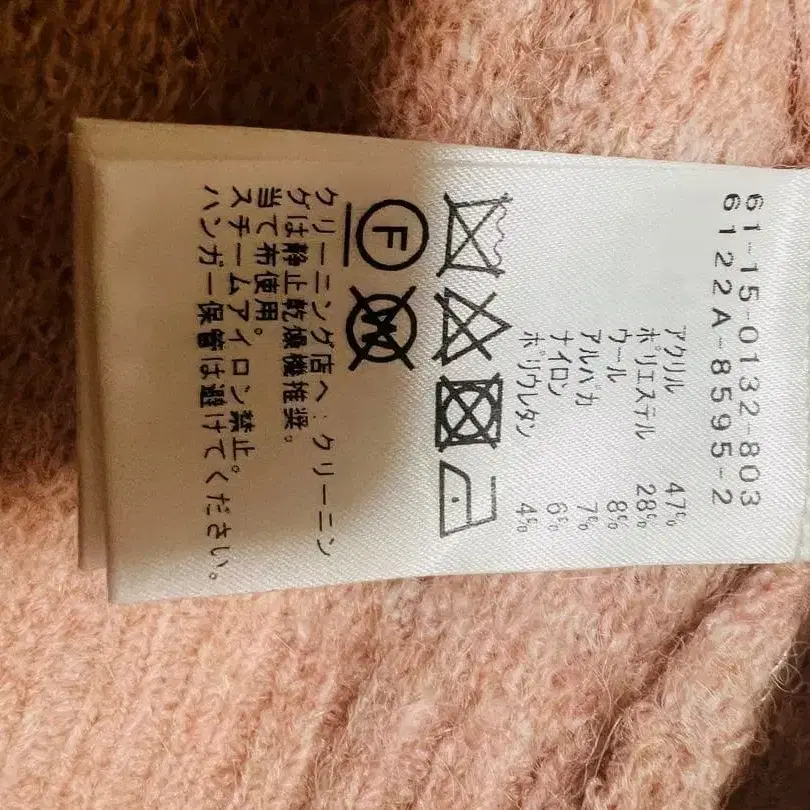 61-15-0132-803
6122A-8595-2
アクリル 47%
ポリエステル 28%
ウール 8%
アルパカ 7%
ナイロン 6%
ポリウレタン 4%
F
W
クリーニング店へ:クリーニン
グは静止乾燥機推奨。
当て布使用。
スチームアイロン禁止。
ハンガー保管は避けてください。